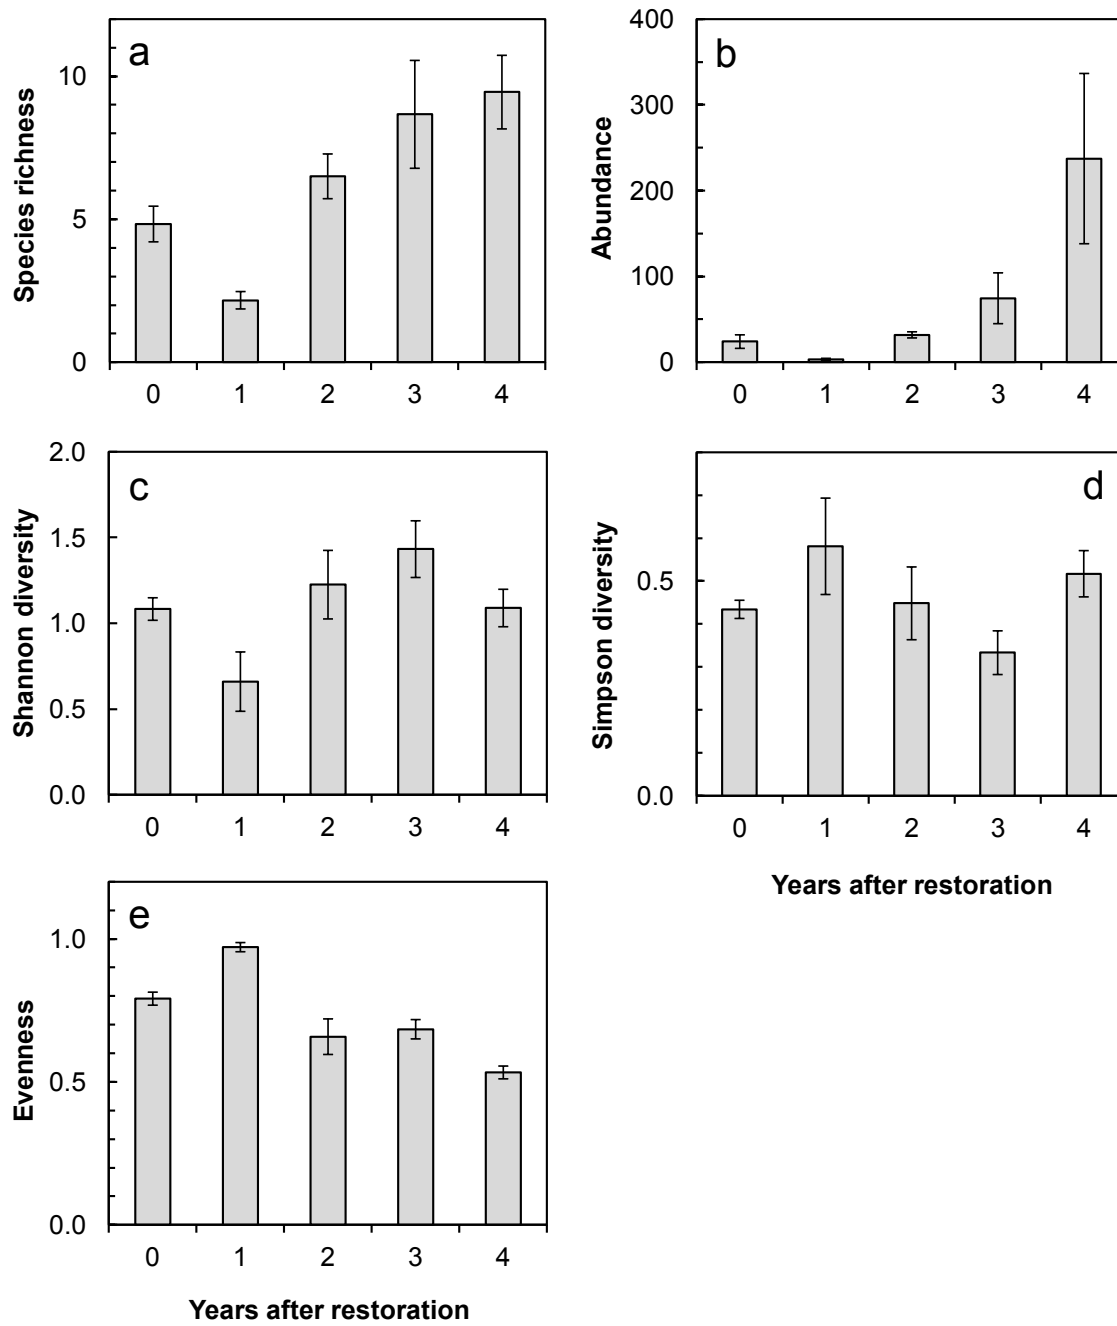 a
Species richness
10
5
0
0 1 2 3 4
b
Abundance
400
300
200
100
0
0 1 2 3 4
c
Shannon diversity
2.0
1.5
1.0
0.5
0.0
0 1 2 3 4
d
Simpson diversity
0.5
0.0
0 1 2 3 4
Years after restoration
e
Evenness
1.0
0.5
0.0
0 1 2 3 4
Years after restoration